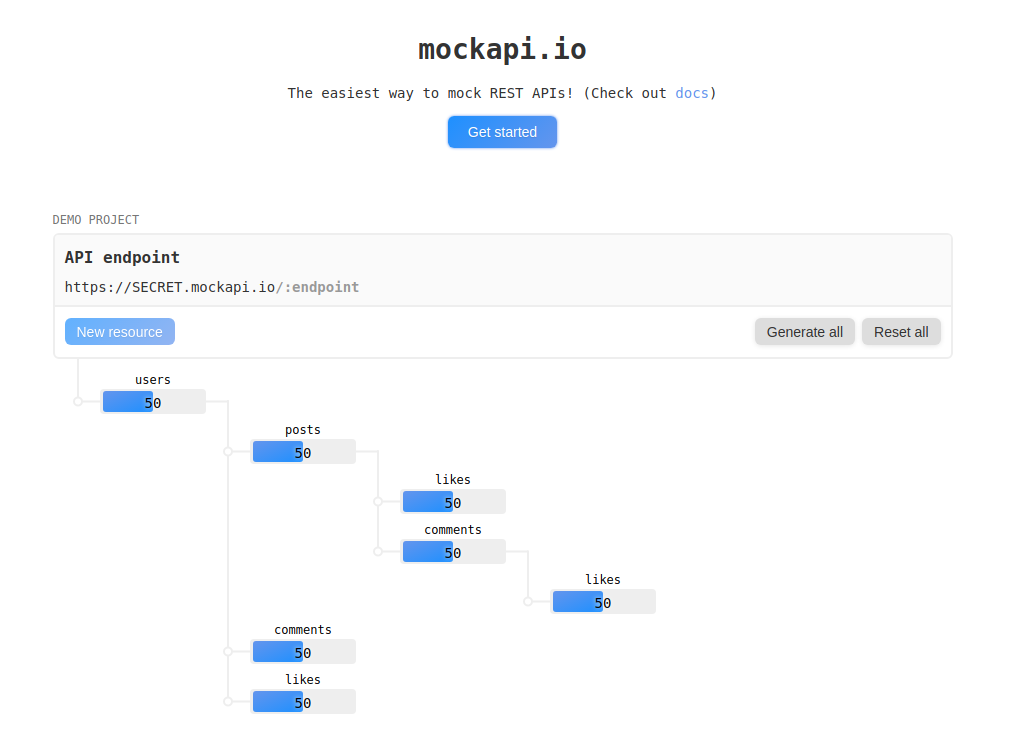 mockapi.io
The easiest way to mock REST APIs! (Check out docs)
Get started
DEMO PROJECT
API endpoint
https://SECRET.mockapi.io/:endpoint
New resource Generate all Reset all
users
50
posts
50
likes
50
comments
50
likes
50
comments
50
likes
50